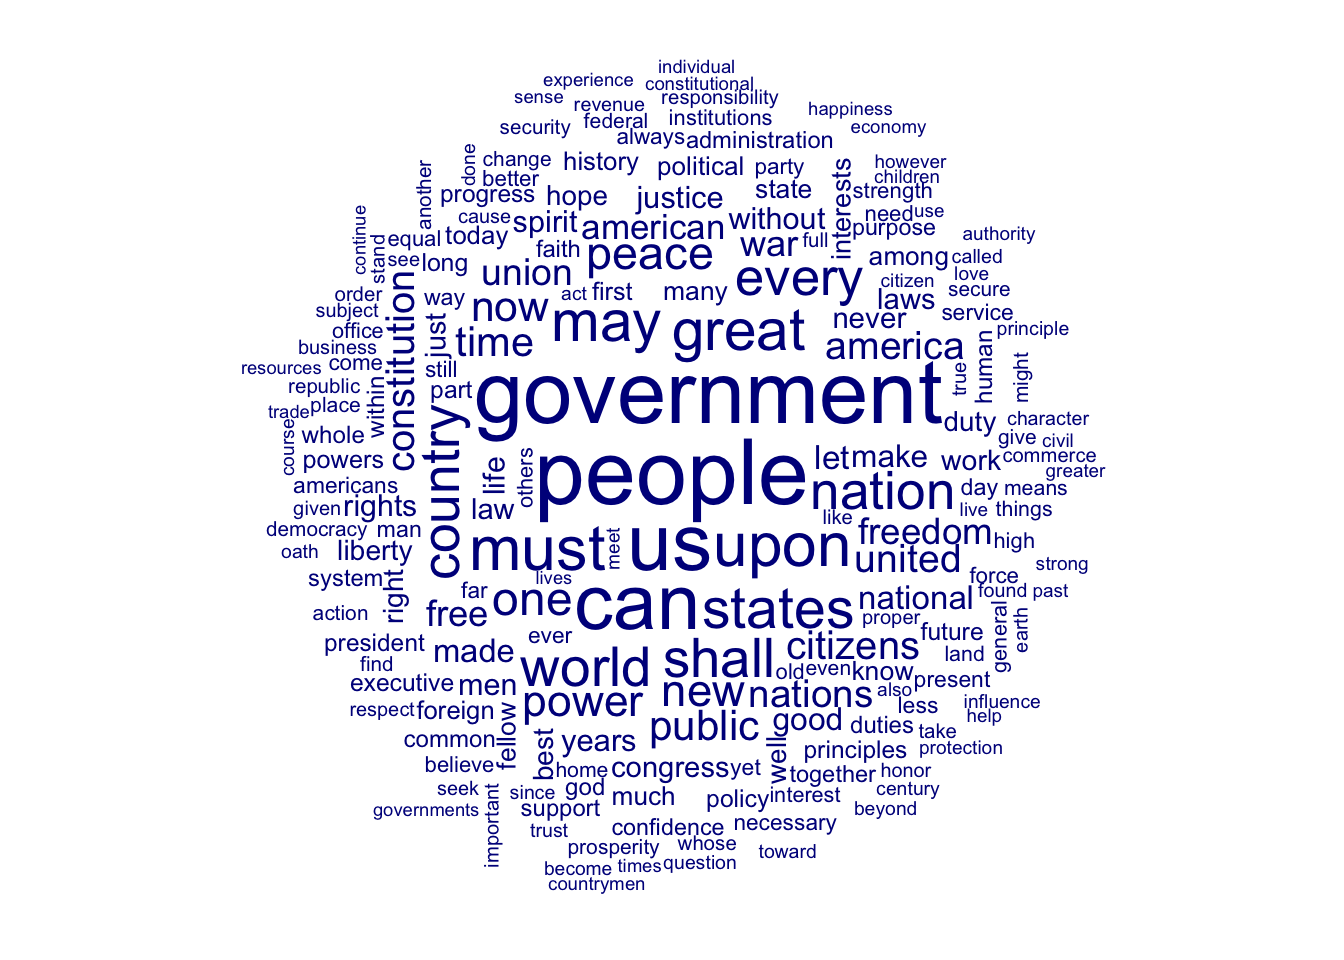 individual
experience constitutional
sense revenue responsibility happiness
security federal institutions economy
always administration
done change history political party interests however
another better children
progress hope justice state strength
continue cause spirit american without need use
stand equal today faith peace war full purpose authority
see long union every among called
order way act first many citizen love
subject constitution now may great laws secure
office just time never service
business america principle
resources come still government human might
republic within part true
trade place country duty character
course whole people let make work give civil
powers life others commerce
greater
americans nation day means
given rights law like live things
democracy man must us upon freedom high
oath liberty meet united strong
system right far lives force
can found past
action free one states national general earth
proper
president made ever shall citizens future land
find world old even know
executive men new nations also present
respect foreign power less influence
fellow public good duties take help
common best years well principles protection
believe home congress yet together honor
seek since god interest century
governments important support much policy beyond
trust confidence necessary
prosperity whose toward
become times question
countrymen